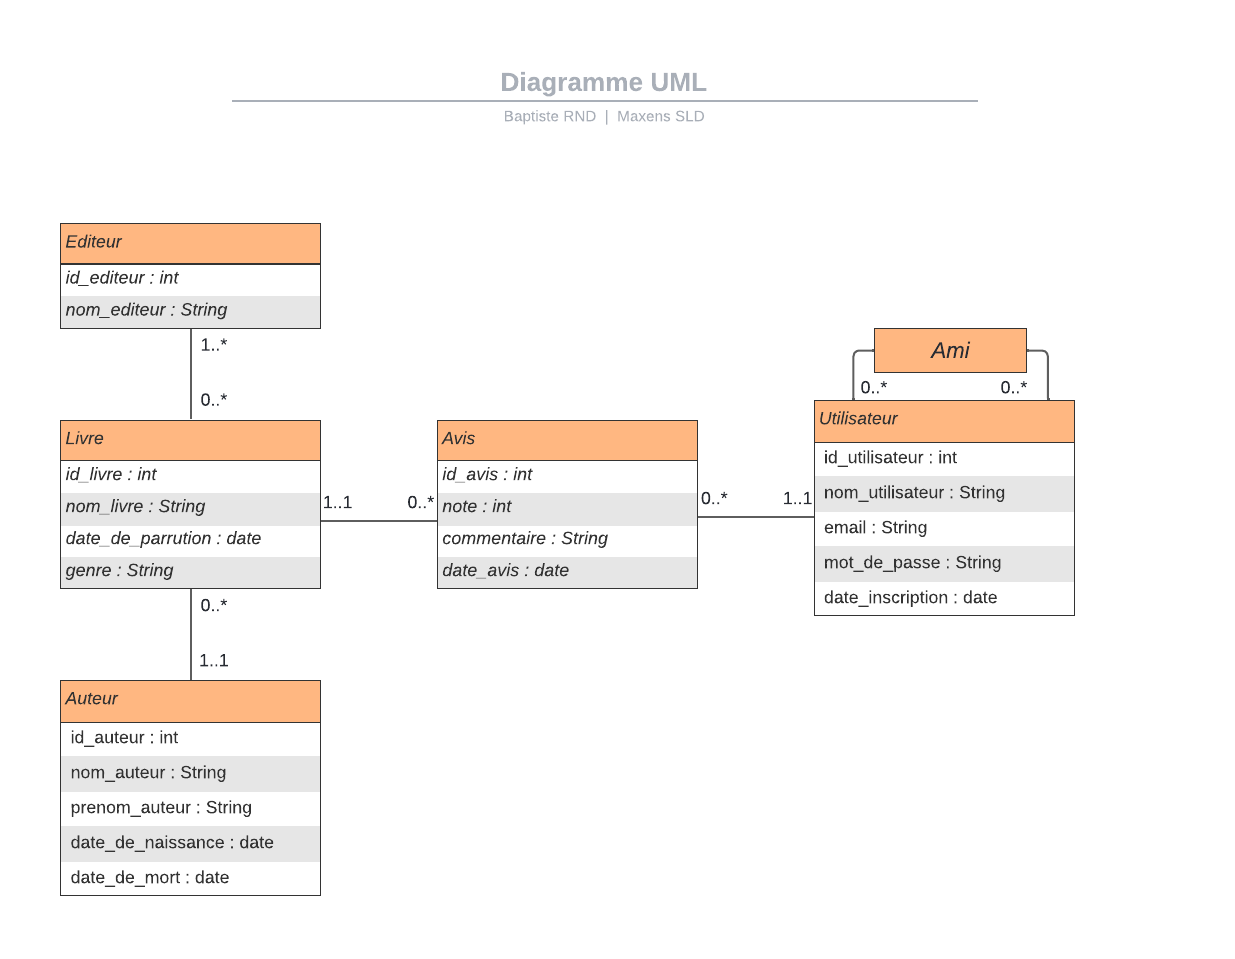 Diagramme UML
Baptiste RND | Maxens SLD
Editeur
id_editeur : int
nom_editeur : String
1..*
0..*
Livre
id_livre : int
nom_livre : String
date_de_parrution : date
genre : String
1..1
0..*
Avis
id_avis : int
note : int
commentaire : String
date_avis : date
0..*
1..1
Ami
0..*
0..*
Utilisateur
id_utilisateur : int
nom_utilisateur : String
email : String
mot_de_passe : String
date_inscription : date
0..*
1..1
Auteur
id_auteur : int
nom_auteur : String
prenom_auteur : String
date_de_naissance : date
date_de_mort : date